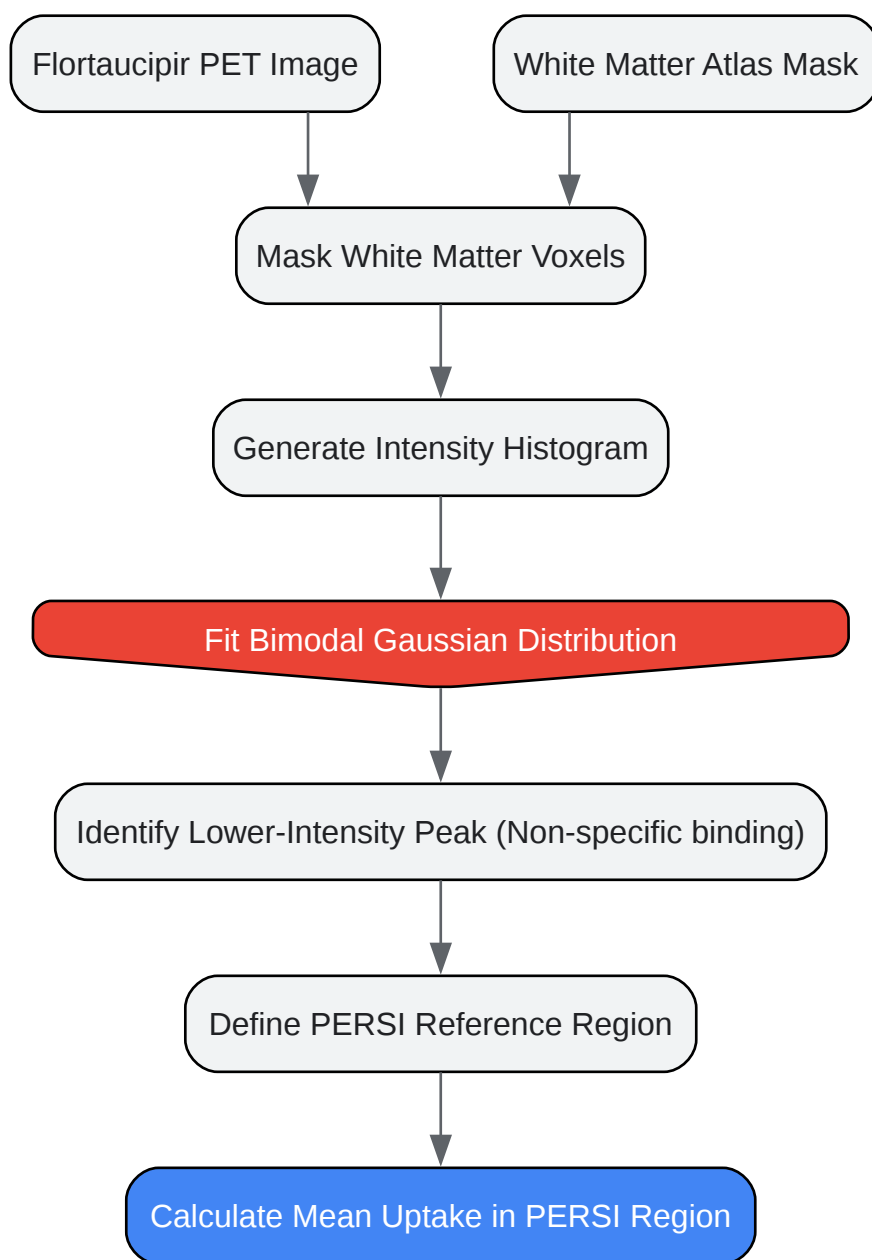 Flortaucipir PET Image
White Matter Atlas Mask
Mask White Matter Voxels
Generate Intensity Histogram
Fit Bimodal Gaussian Distribution
Identify Lower-Intensity Peak (Non-specific binding)
Define PERSI Reference Region
Calculate Mean Uptake in PERSI Region